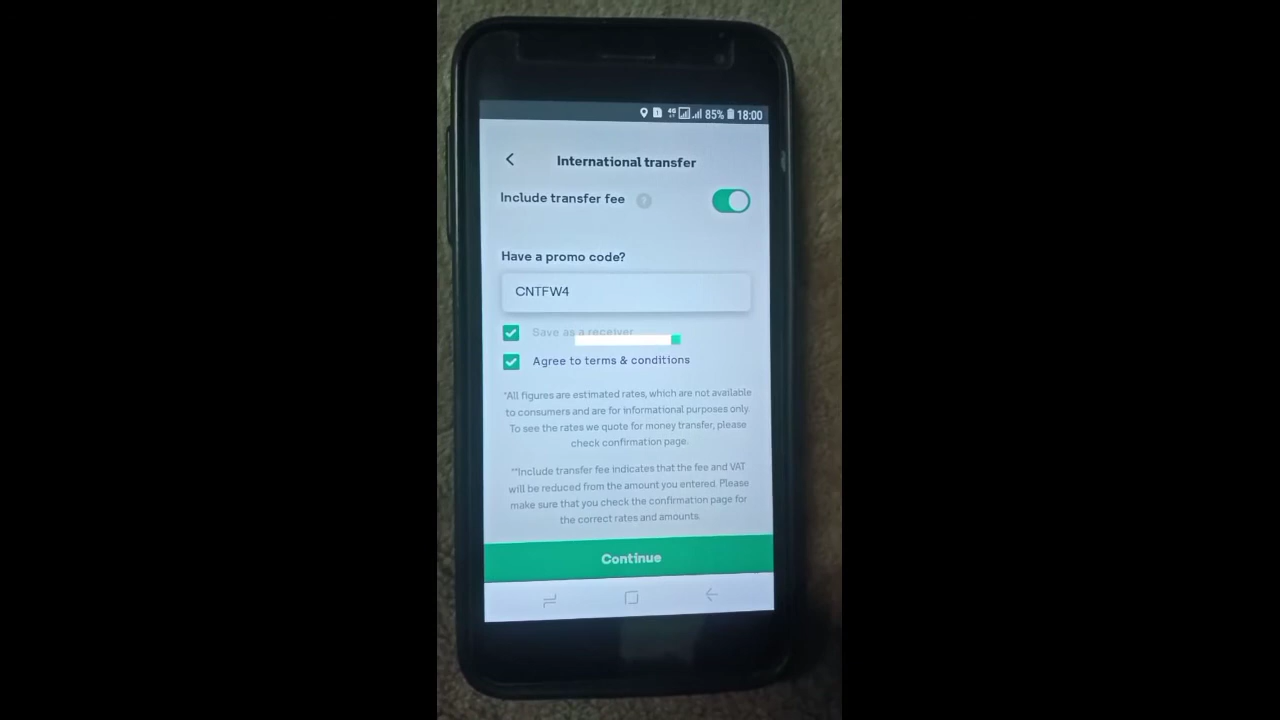 4G 85% 18:00
International transfer
Include transfer fee ?
Have a promo code?
CNTFW4
Save as a receiver
Agree to terms & conditions
*All figures are estimated rates, which are not available
to consumers and are for informational purposes only.
To see the rates we quote for money transfer, please
check confirmation page.
**Include transfer fee indicates that the fee and VAT
will be reduced from the amount you entered. Please
make sure that you check the confirmation page for
the correct rates and amounts.
Continue